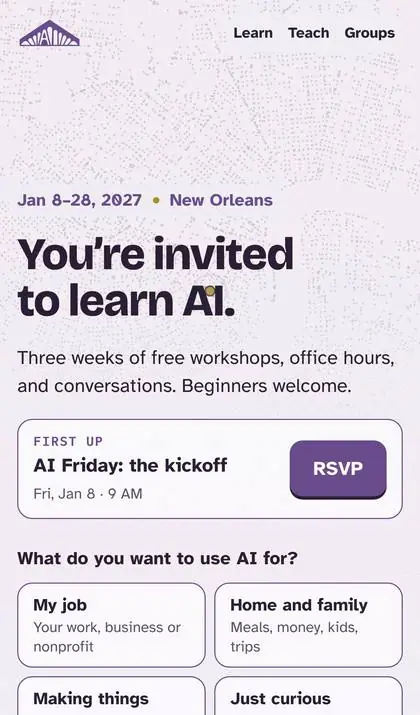 AI
Learn Teach Groups
Jan 8–28, 2027 • New Orleans
You’re invited
to learn AI.
Three weeks of free workshops, office hours,
and conversations. Beginners welcome.
FIRST UP
AI Friday: the kickoff
Fri, Jan 8 · 9 AM
RSVP
What do you want to use AI for?
My job
Your work, business or
nonprofit
Home and family
Meals, money, kids,
trips
Making things
Just curious